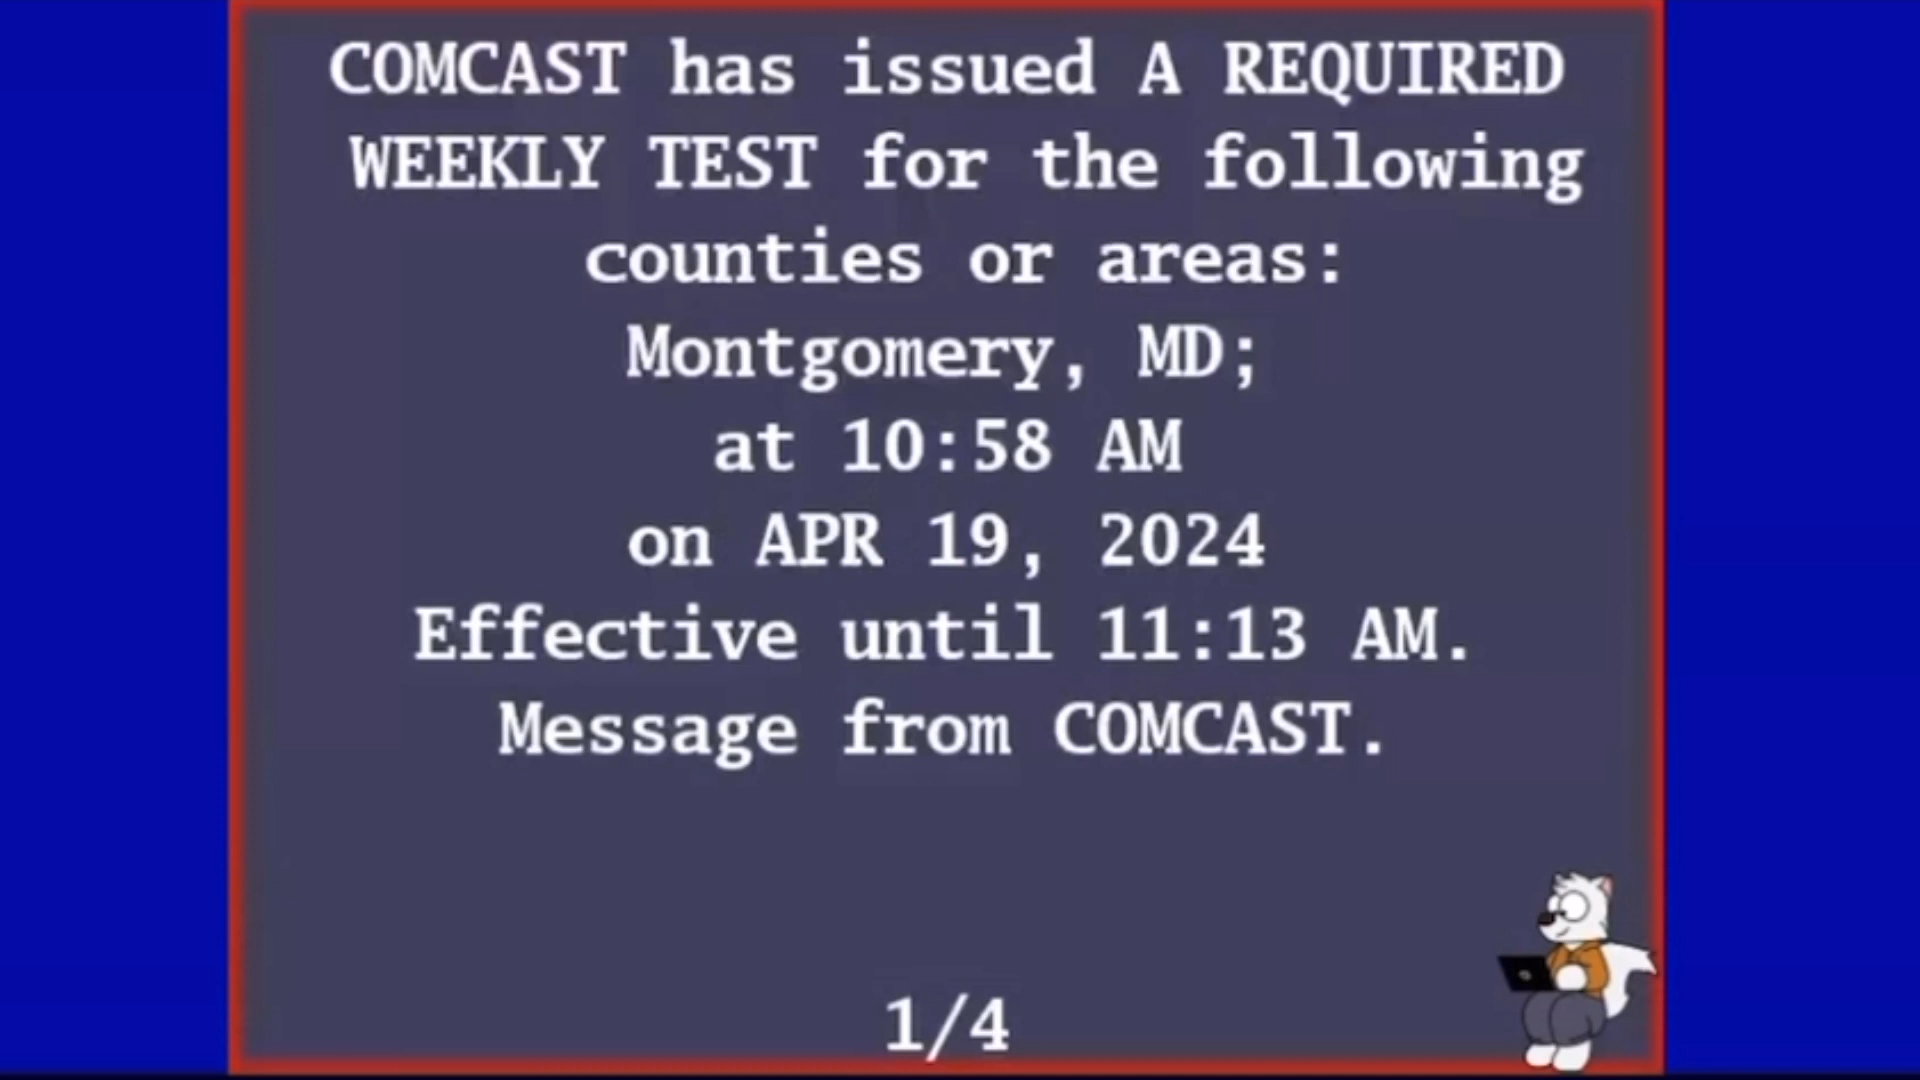 COMCAST has issued A REQUIRED
WEEKLY TEST for the following
counties or areas:
Montgomery, MD;
at 10:58 AM
on APR 19, 2024
Effective until 11:13 AM.
Message from COMCAST.
1/4